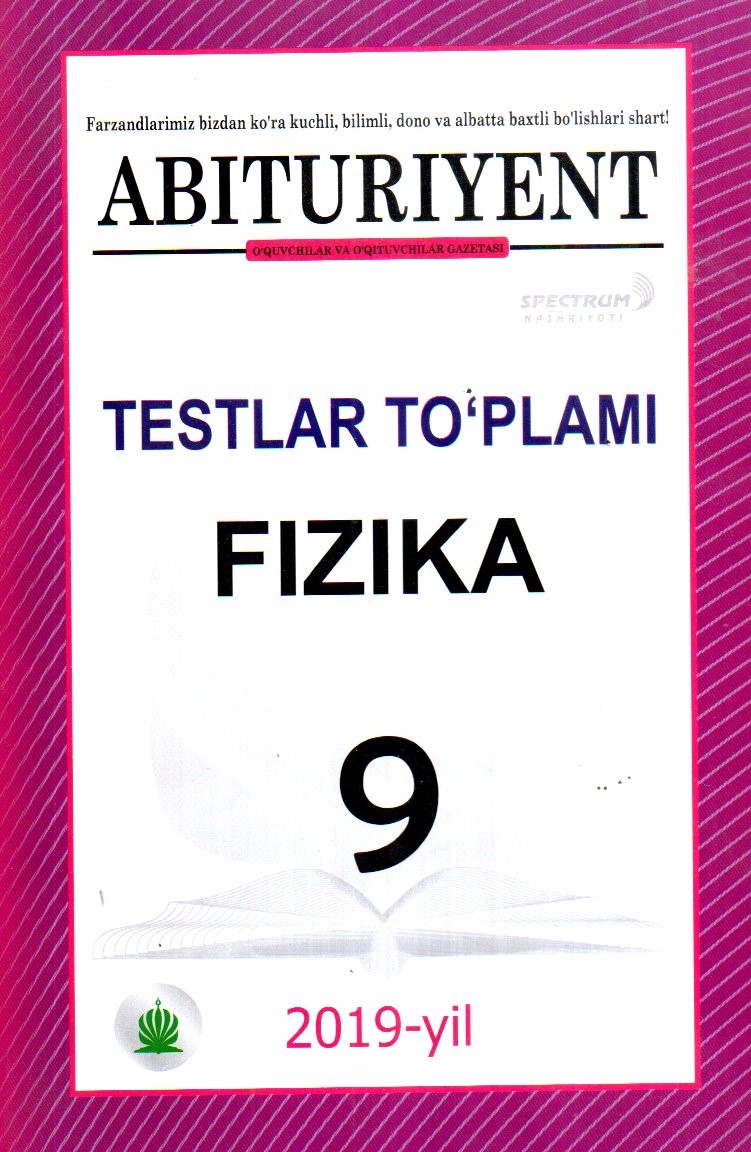 Farzandlarimiz bizdan ko'ra kuchli, bilimli, dono va albatta baxtli bo'lishlari shart!
ABITURIYENT
O'QUVCHILAR VA O'QITUVCHILAR GAZETASI
SPECTRUM
NASHRIYOTI
TESTLAR TO‘PLAMI
FIZIKA
9
2019-yil